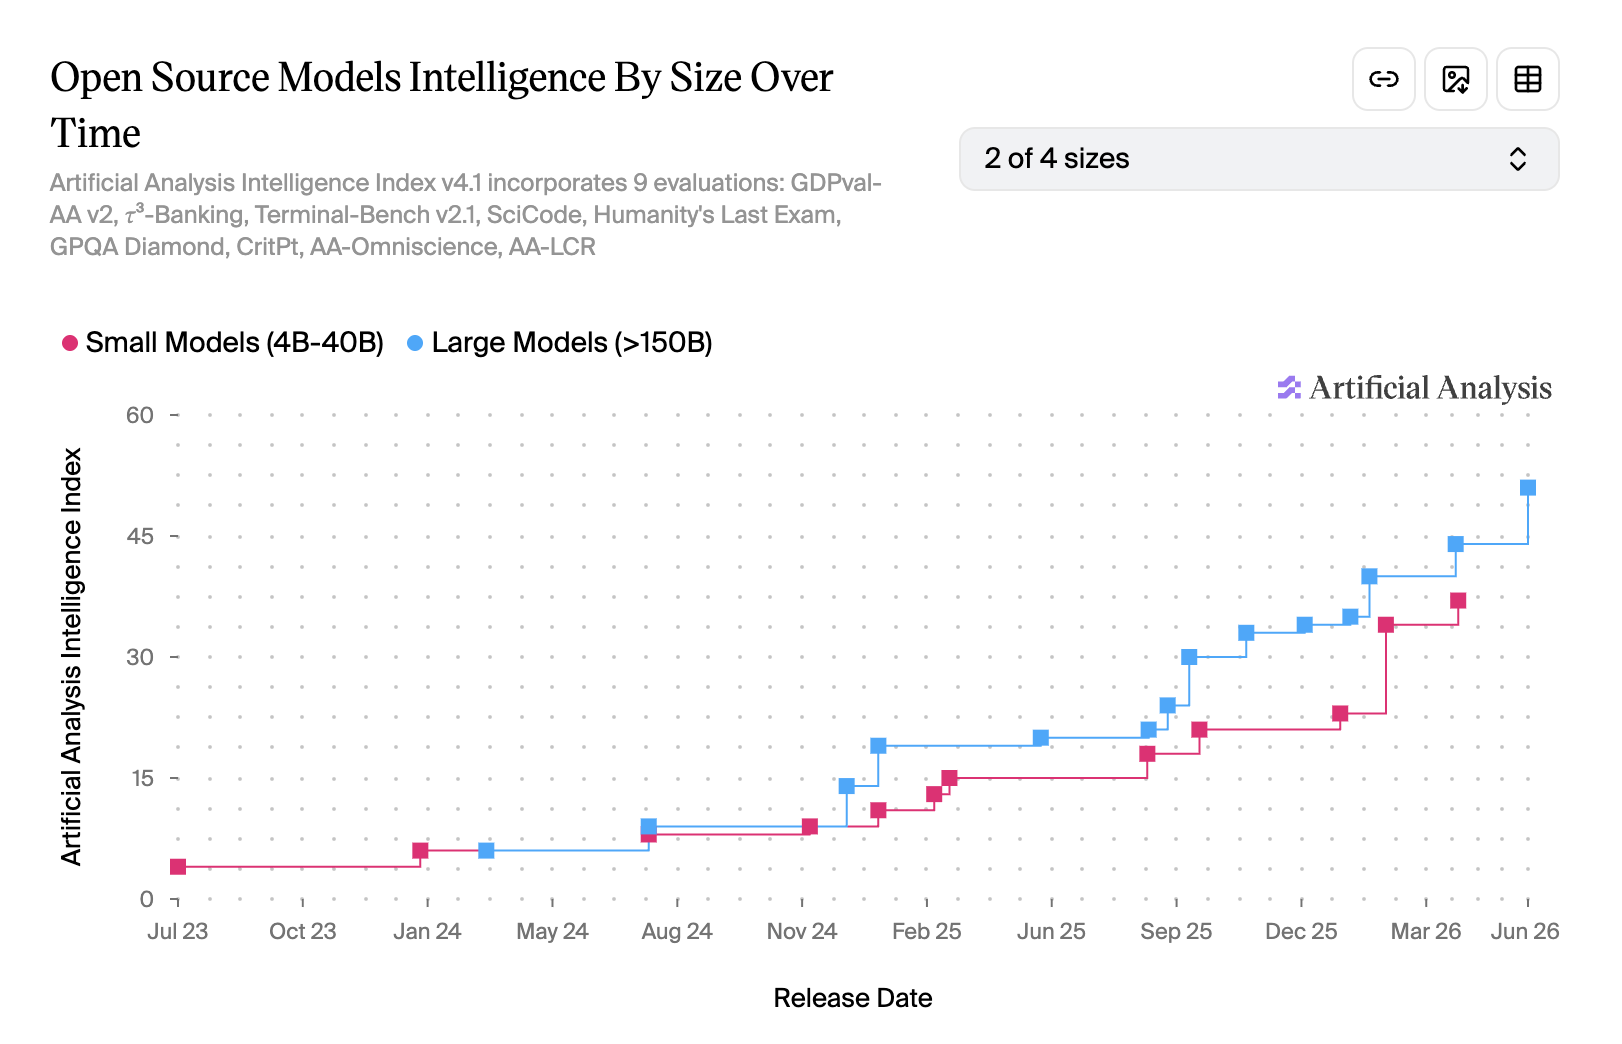 Open Source Models Intelligence By Size Over
Time
Artificial Analysis Intelligence Index v4.1 incorporates 9 evaluations: GDPval-
AA v2, τ³-Banking, Terminal-Bench v2.1, SciCode, Humanity's Last Exam,
GPQA Diamond, CritPt, AA-Omniscience, AA-LCR
2 of 4 sizes
Small Models (4B-40B) Large Models (>150B)
Artificial Analysis
Artificial Analysis Intelligence Index
60
45
30
15
0
Jul 23 Oct 23 Jan 24 May 24 Aug 24 Nov 24 Feb 25 Jun 25 Sep 25 Dec 25 Mar 26 Jun 26
Release Date